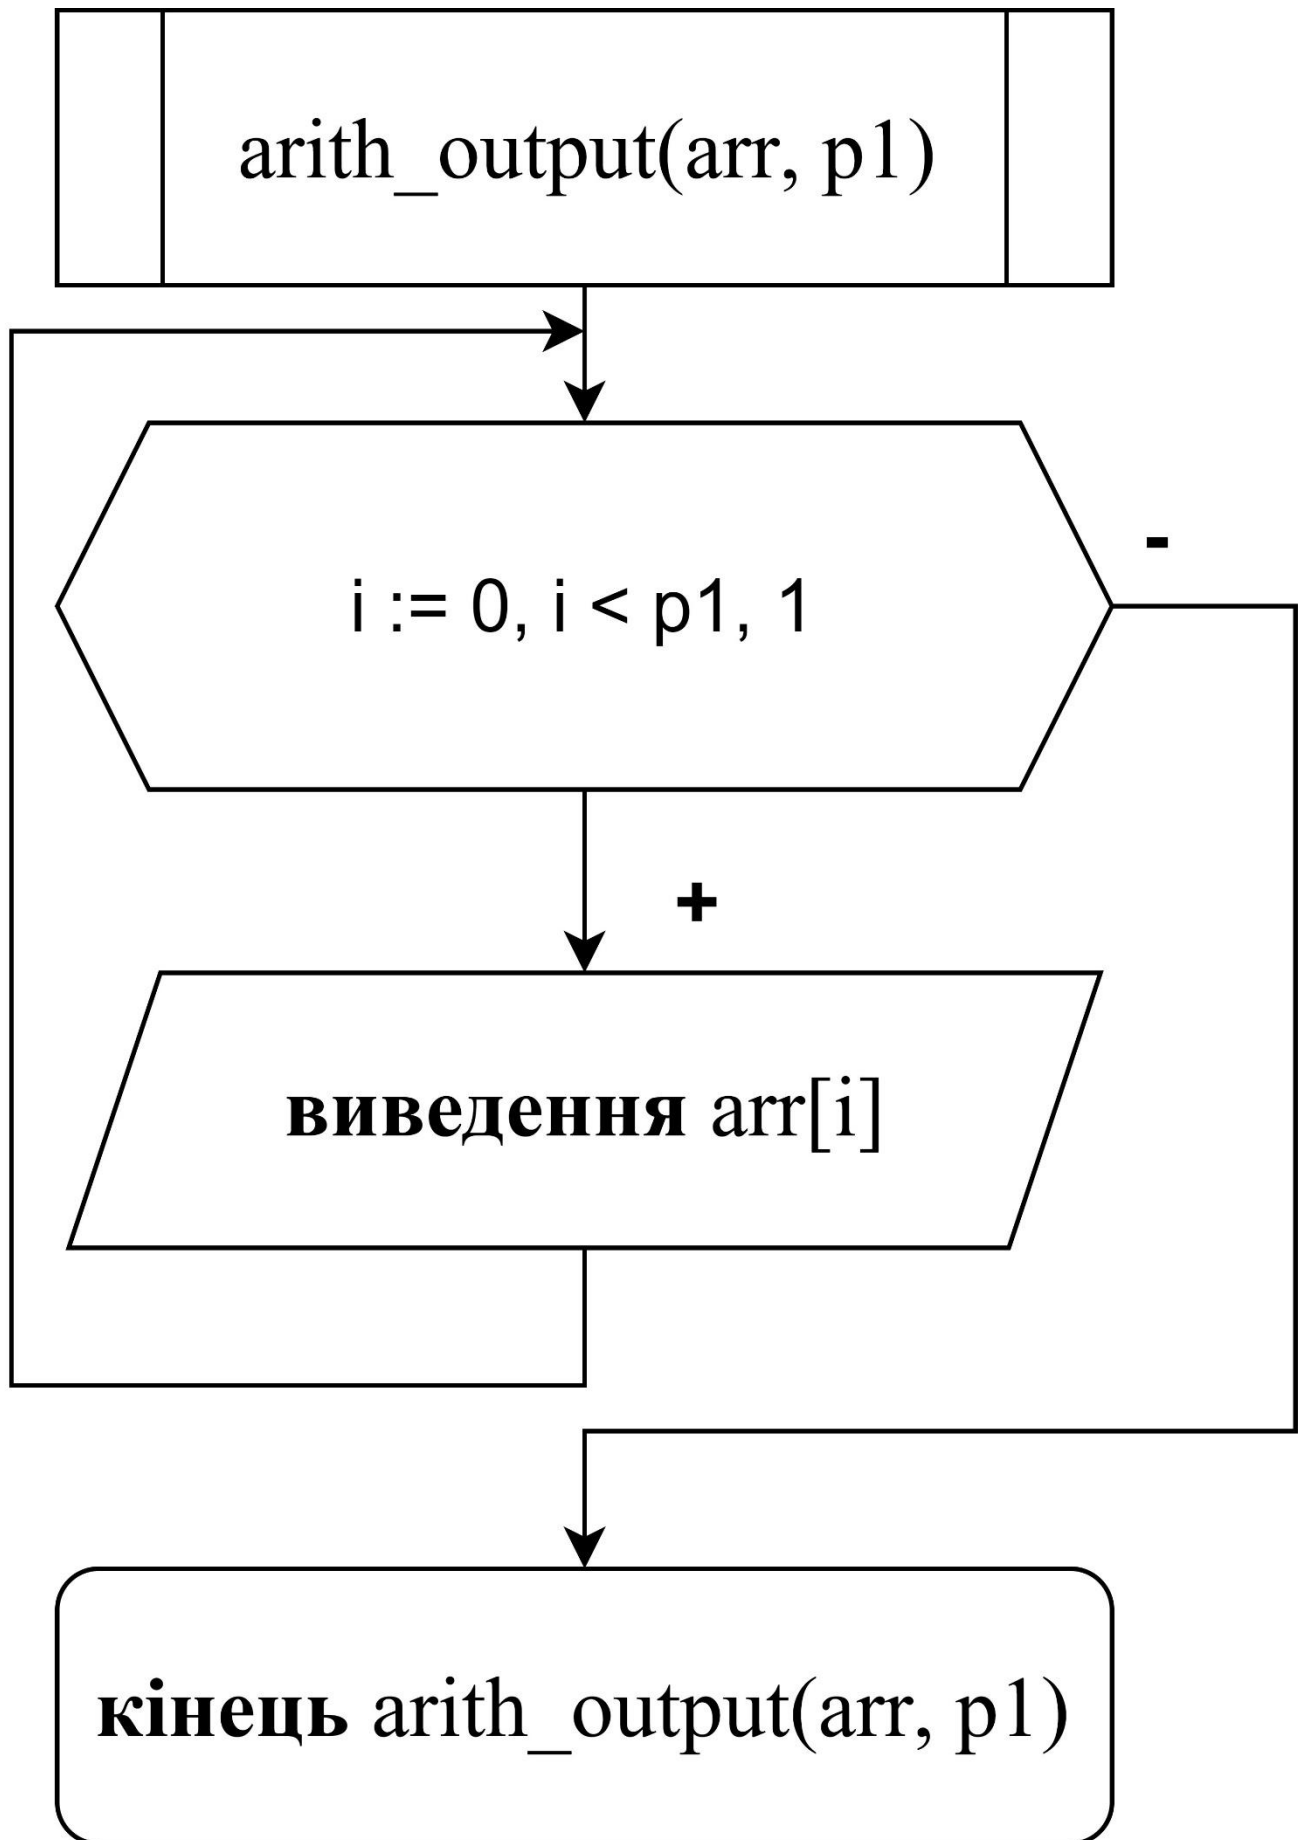 arith_output(arr, p1)
i := 0, i < p1, 1
-
+
виведення arr[i]
кінець arith_output(arr, p1)